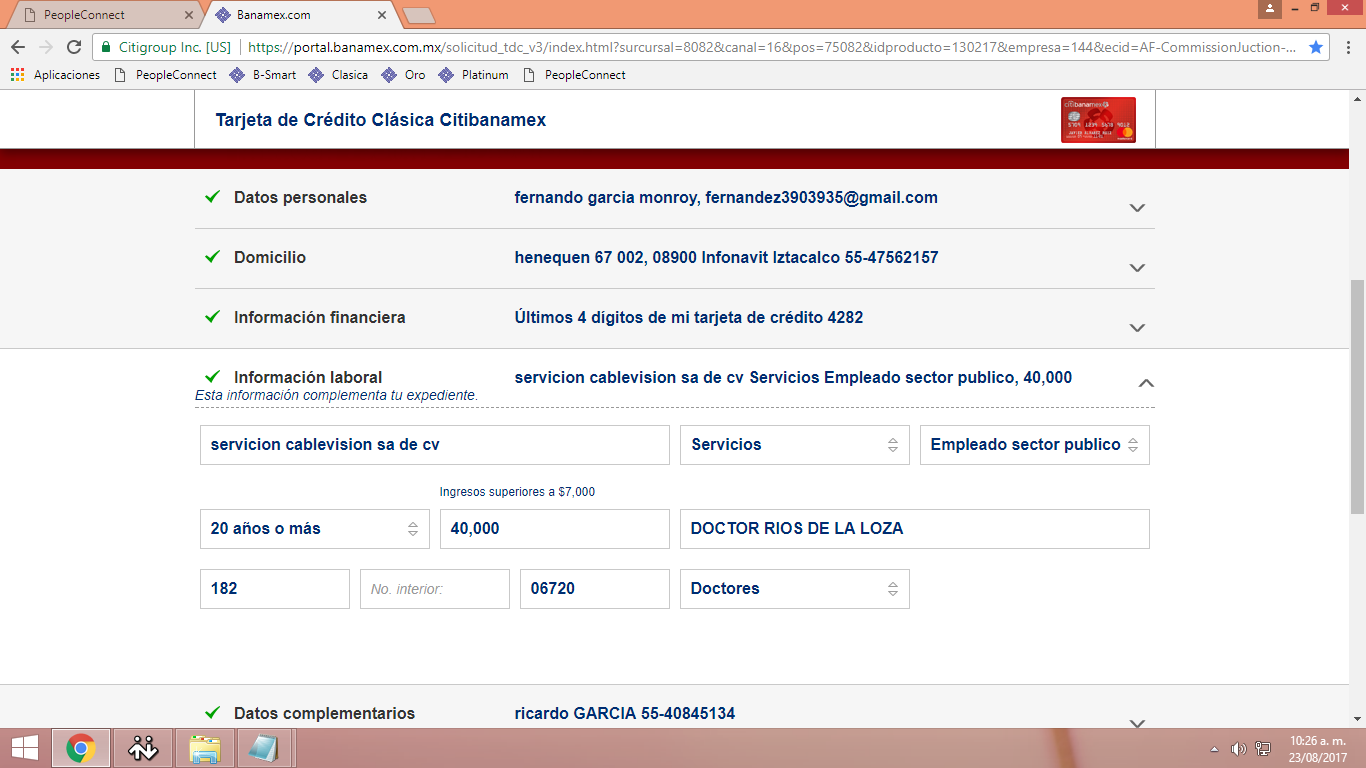 PeopleConnect
Banamex.com
Citigroup Inc. [US]
https://portal.banamex.com.mx/solicitud_tdc_v3/index.html?sursursal=8082&canal=16&pos=75082&idproducto=130217&empresa=144&ecid=AF-CommissionJuction-...
Aplicaciones PeopleConnect B-Smart Clasica Oro Platinum PeopleConnect
Tarjeta de Crédito Clásica Citibanamex
citibanamex
Datos personales fernando garcia monroy, fernandez3903935@gmail.com
Domicilio henequen 67 002, 08900 Infonavit Iztacalco 55-47562157
Información financiera Últimos 4 dígitos de mi tarjeta de crédito 4282
Información laboral servicion cablevision sa de cv Servicios Empleado sector publico, 40,000
Esta información complementa tu expediente.
servicion cablevision sa de cv Servicios Empleado sector publico
Ingresos superiores a $7,000
20 años o más 40,000 DOCTOR RIOS DE LA LOZA
182 No. interior: 06720 Doctores
Datos complementarios ricardo GARCIA 55-40845134
10:26 a. m.
23/08/2017